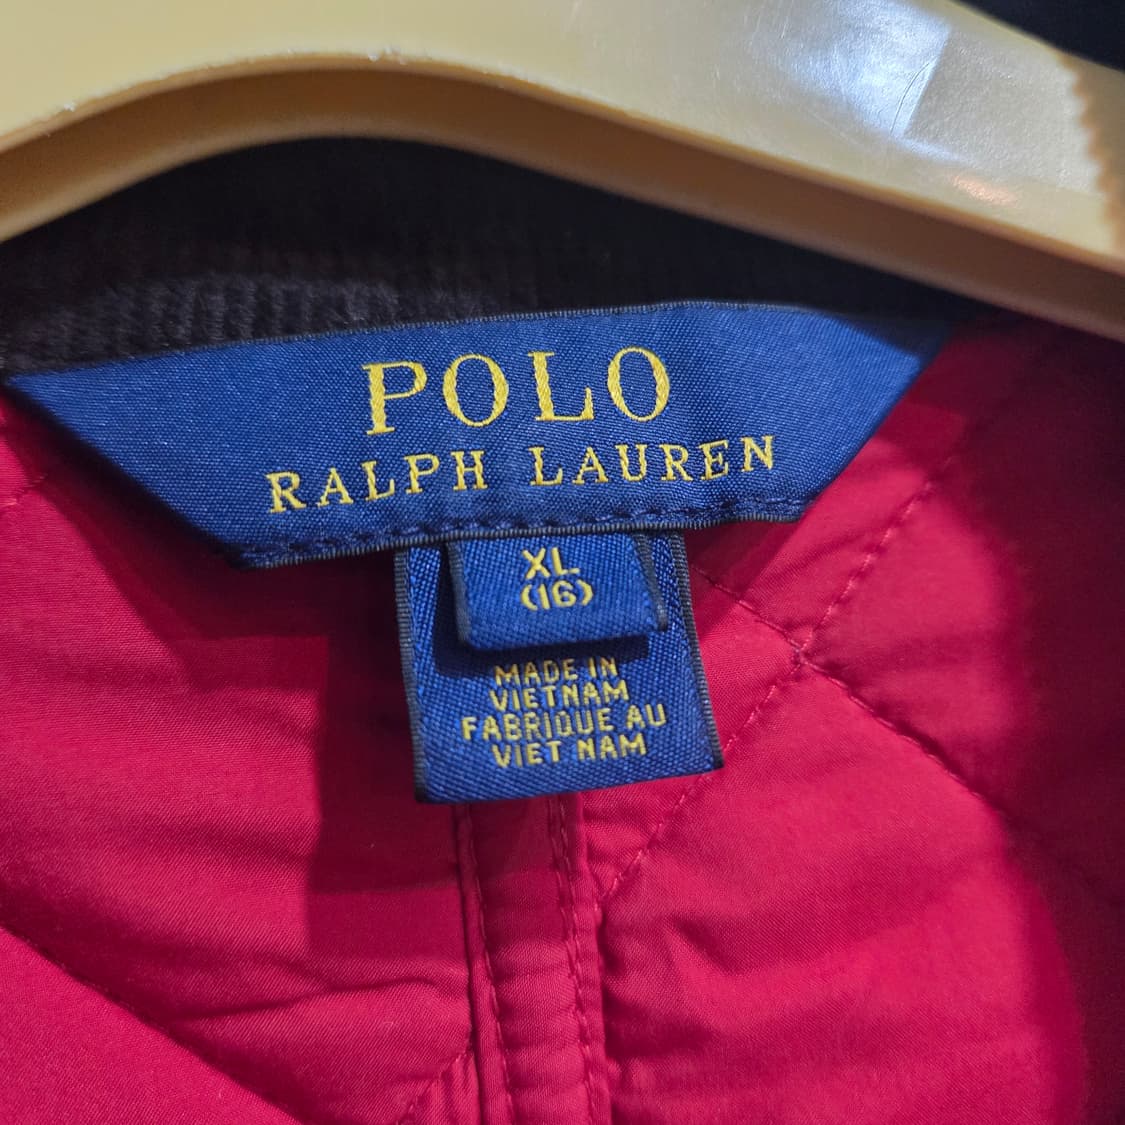 POLO
RALPH LAUREN
XL
(16)
MADE IN
VIETNAM
FABRIQUE AU
VIET NAM